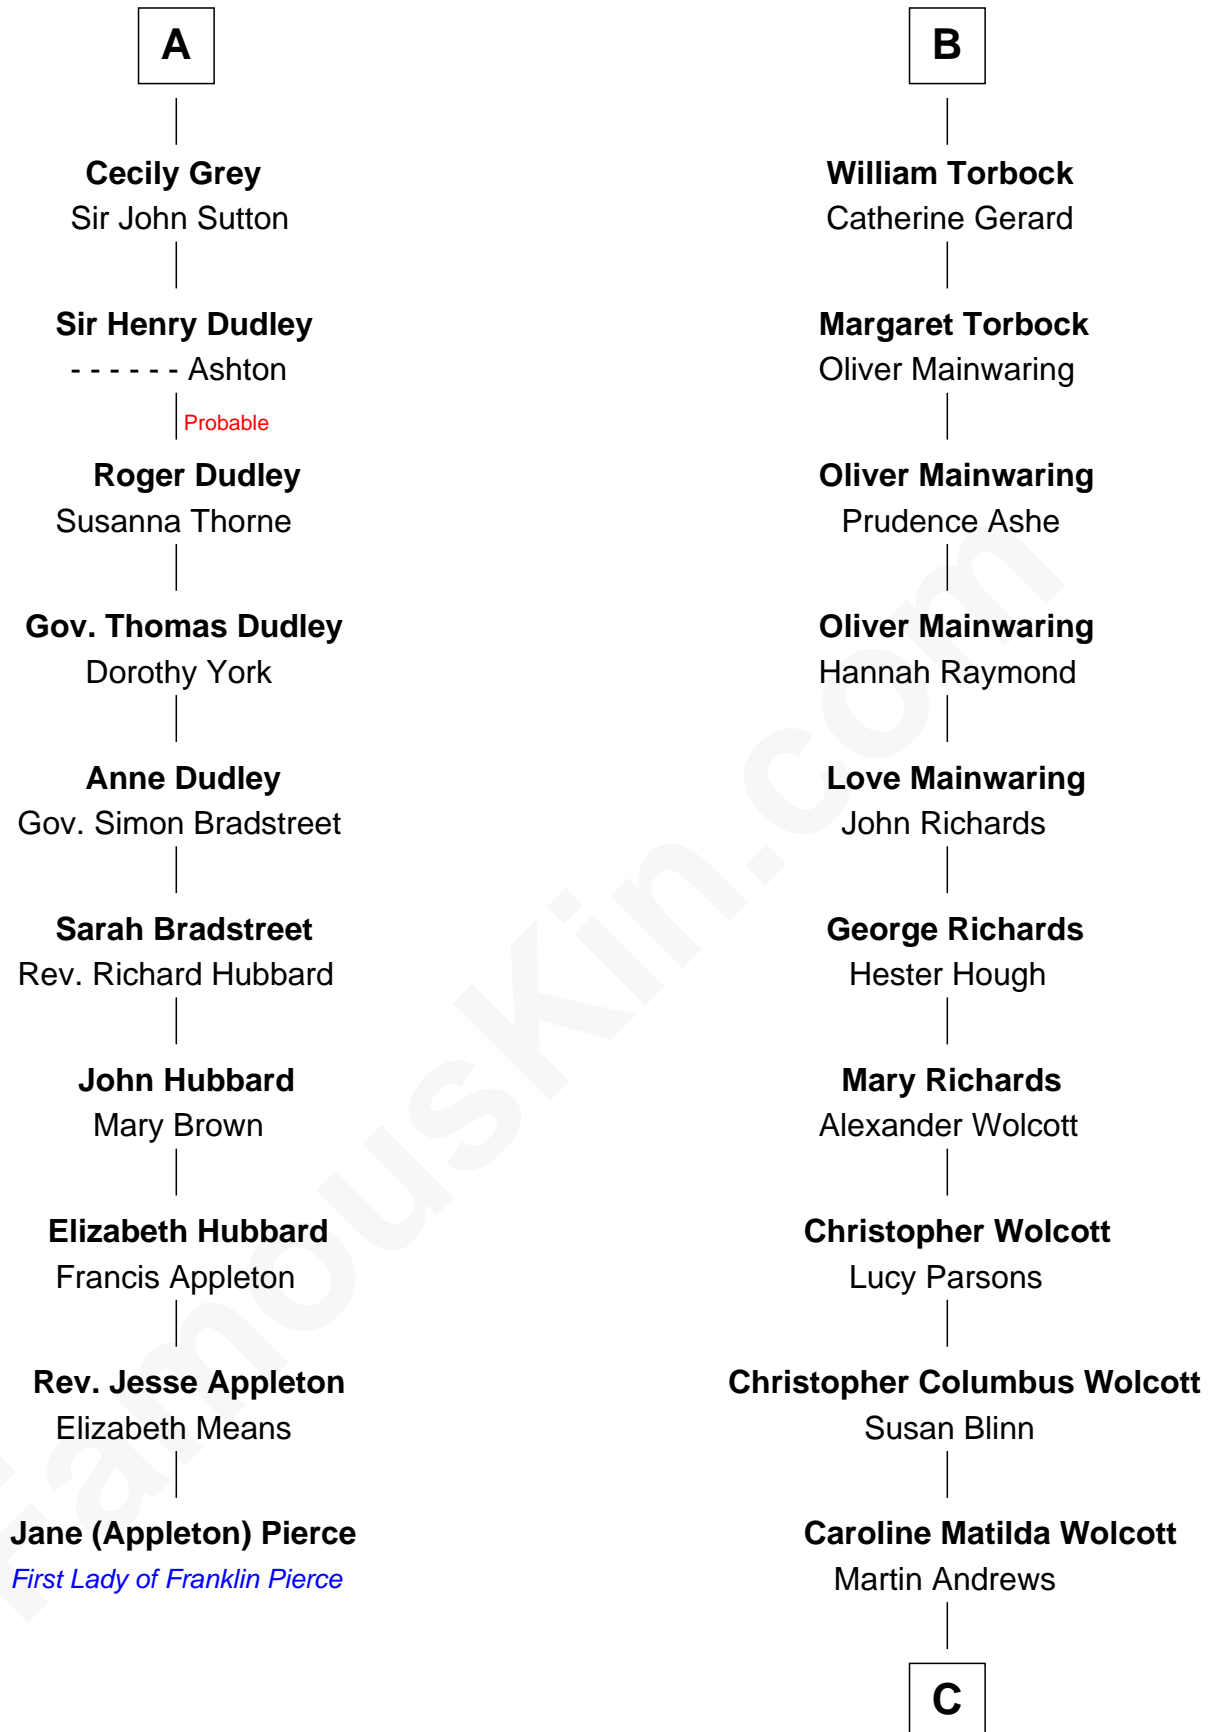 A
Cecily Grey
Sir John Sutton
Sir Henry Dudley
- - - - - - Ashton
Probable
Roger Dudley
Susanna Thorne
Gov. Thomas Dudley
Dorothy York
Anne Dudley
Gov. Simon Bradstreet
Sarah Bradstreet
Rev. Richard Hubbard
John Hubbard
Mary Brown
Elizabeth Hubbard
Francis Appleton
Rev. Jesse Appleton
Elizabeth Means
Jane (Appleton) Pierce
First Lady of Franklin Pierce
B
William Torbock
Catherine Gerard
Margaret Torbock
Oliver Mainwaring
Oliver Mainwaring
Prudence Ashe
Oliver Mainwaring
Hannah Raymond
Love Mainwaring
John Richards
George Richards
Hester Hough
Mary Richards
Alexander Wolcott
Christopher Wolcott
Lucy Parsons
Christopher Columbus Wolcott
Susan Blinn
Caroline Matilda Wolcott
Martin Andrews
C
FamousKin.com